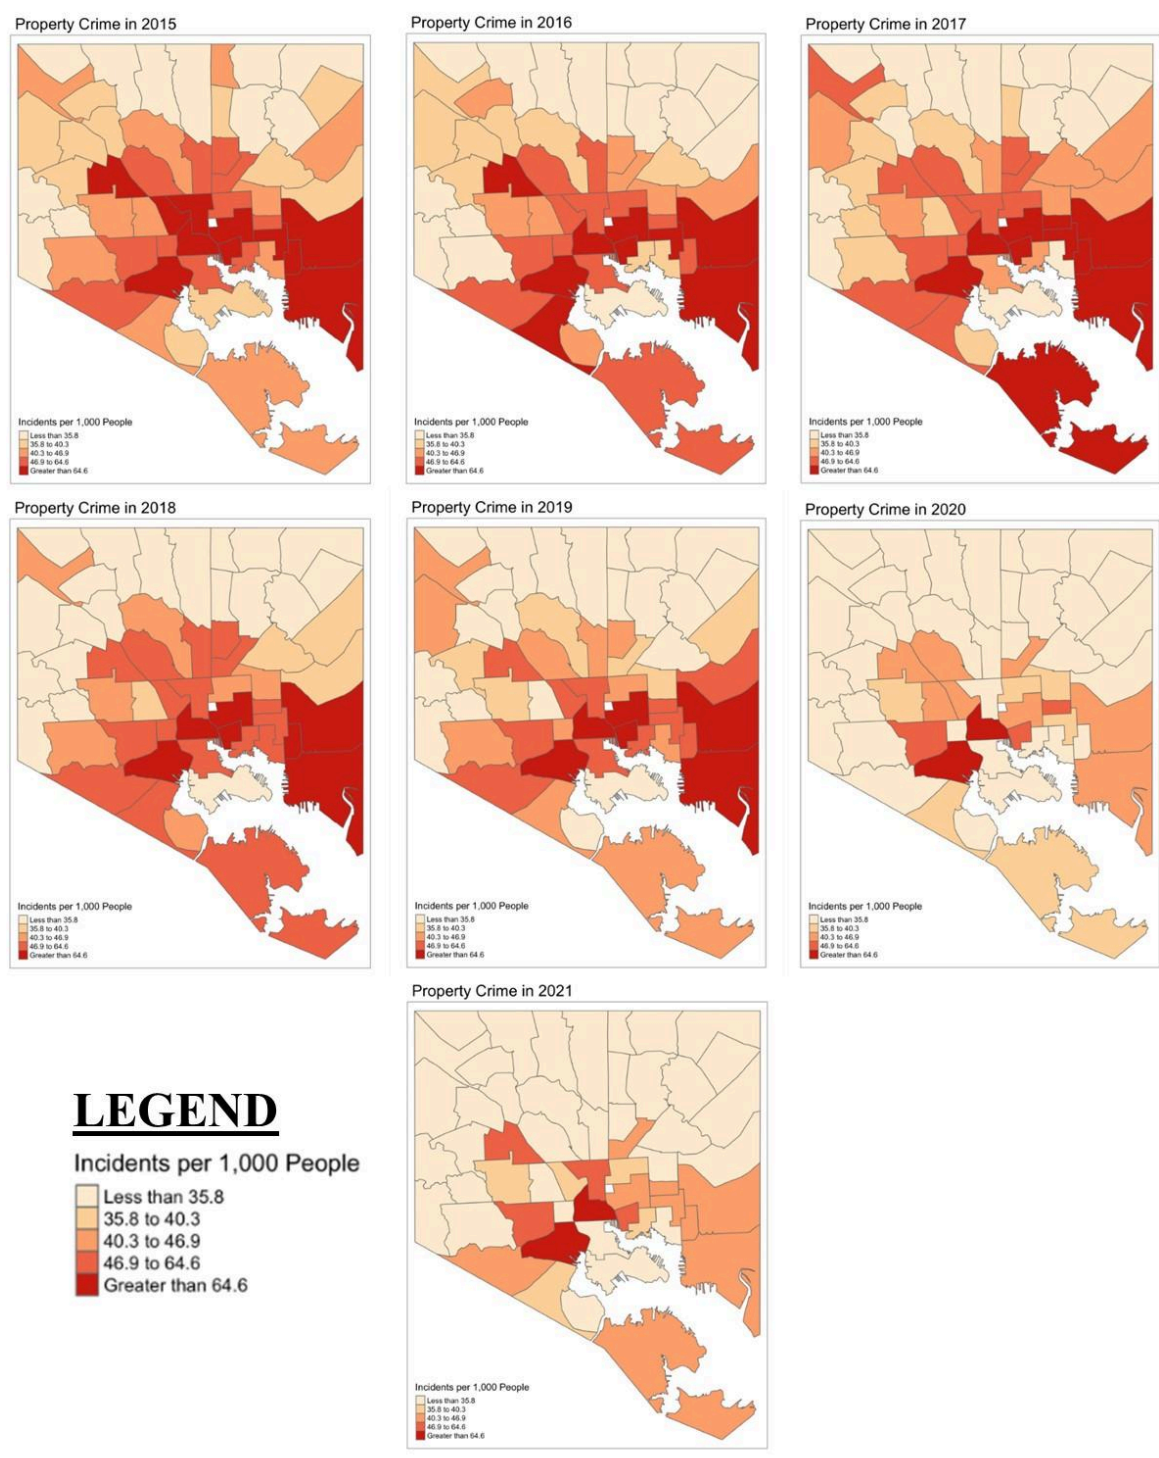 Property Crime in 2015
Property Crime in 2016
Property Crime in 2017
Incidents per 1,000 People
Less than 35.8
35.8 to 40.3
40.3 to 46.9
46.9 to 64.6
Greater than 64.6
Incidents per 1,000 People
Less than 35.8
35.8 to 40.3
40.3 to 46.9
46.9 to 64.6
Greater than 64.6
Incidents per 1,000 People
Less than 35.8
35.8 to 40.3
40.3 to 46.9
46.9 to 64.6
Greater than 64.6
Property Crime in 2018
Property Crime in 2019
Property Crime in 2020
Incidents per 1,000 People
Less than 35.8
35.8 to 40.3
40.3 to 46.9
46.9 to 64.6
Greater than 64.6
Incidents per 1,000 People
Less than 35.8
35.8 to 40.3
40.3 to 46.9
46.9 to 64.6
Greater than 64.6
Incidents per 1,000 People
Less than 35.8
35.8 to 40.3
40.3 to 46.9
46.9 to 64.6
Greater than 64.6
Property Crime in 2021
LEGEND
Incidents per 1,000 People
Less than 35.8
35.8 to 40.3
40.3 to 46.9
46.9 to 64.6
Greater than 64.6
Incidents per 1,000 People
Less than 35.8
35.8 to 40.3
40.3 to 46.9
46.9 to 64.6
Greater than 64.6